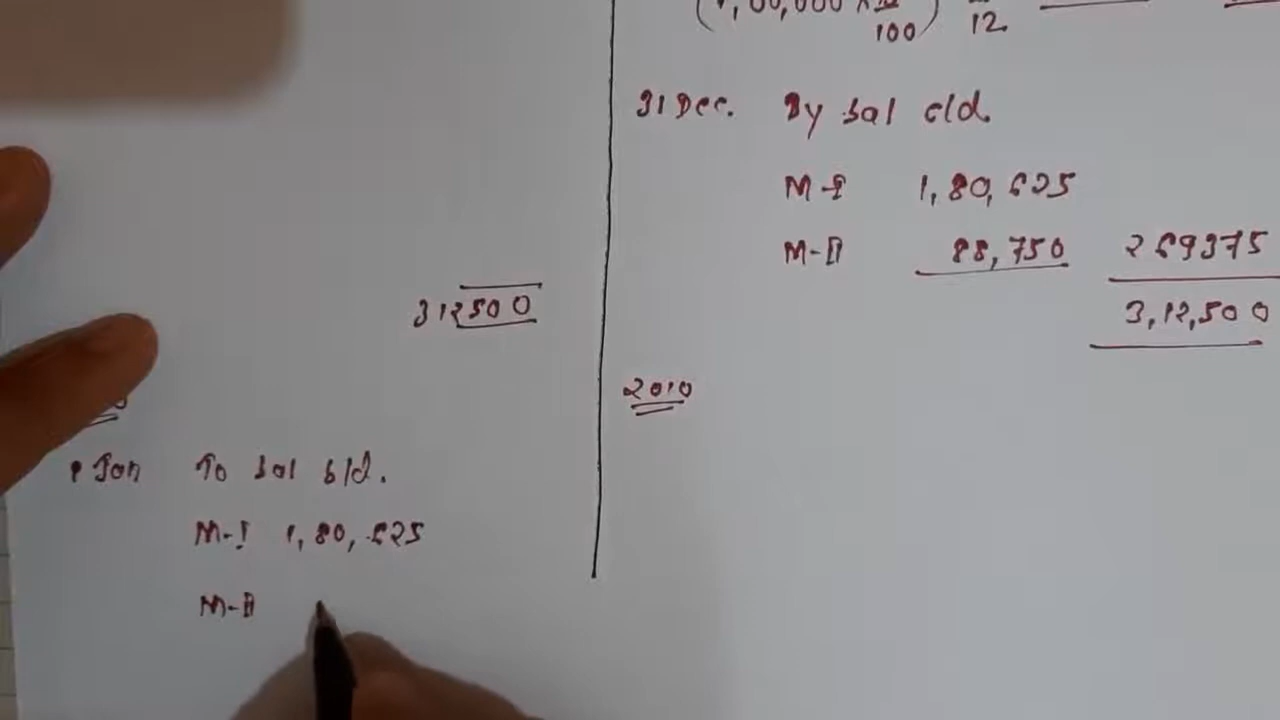 100 12
31 Dec. By bal c/d.
M-I 1,80,625
M-II 88,750 269375
3,12,500
312500
2010
1 Jan To bal b/d.
M-I 1,80,625
M-II